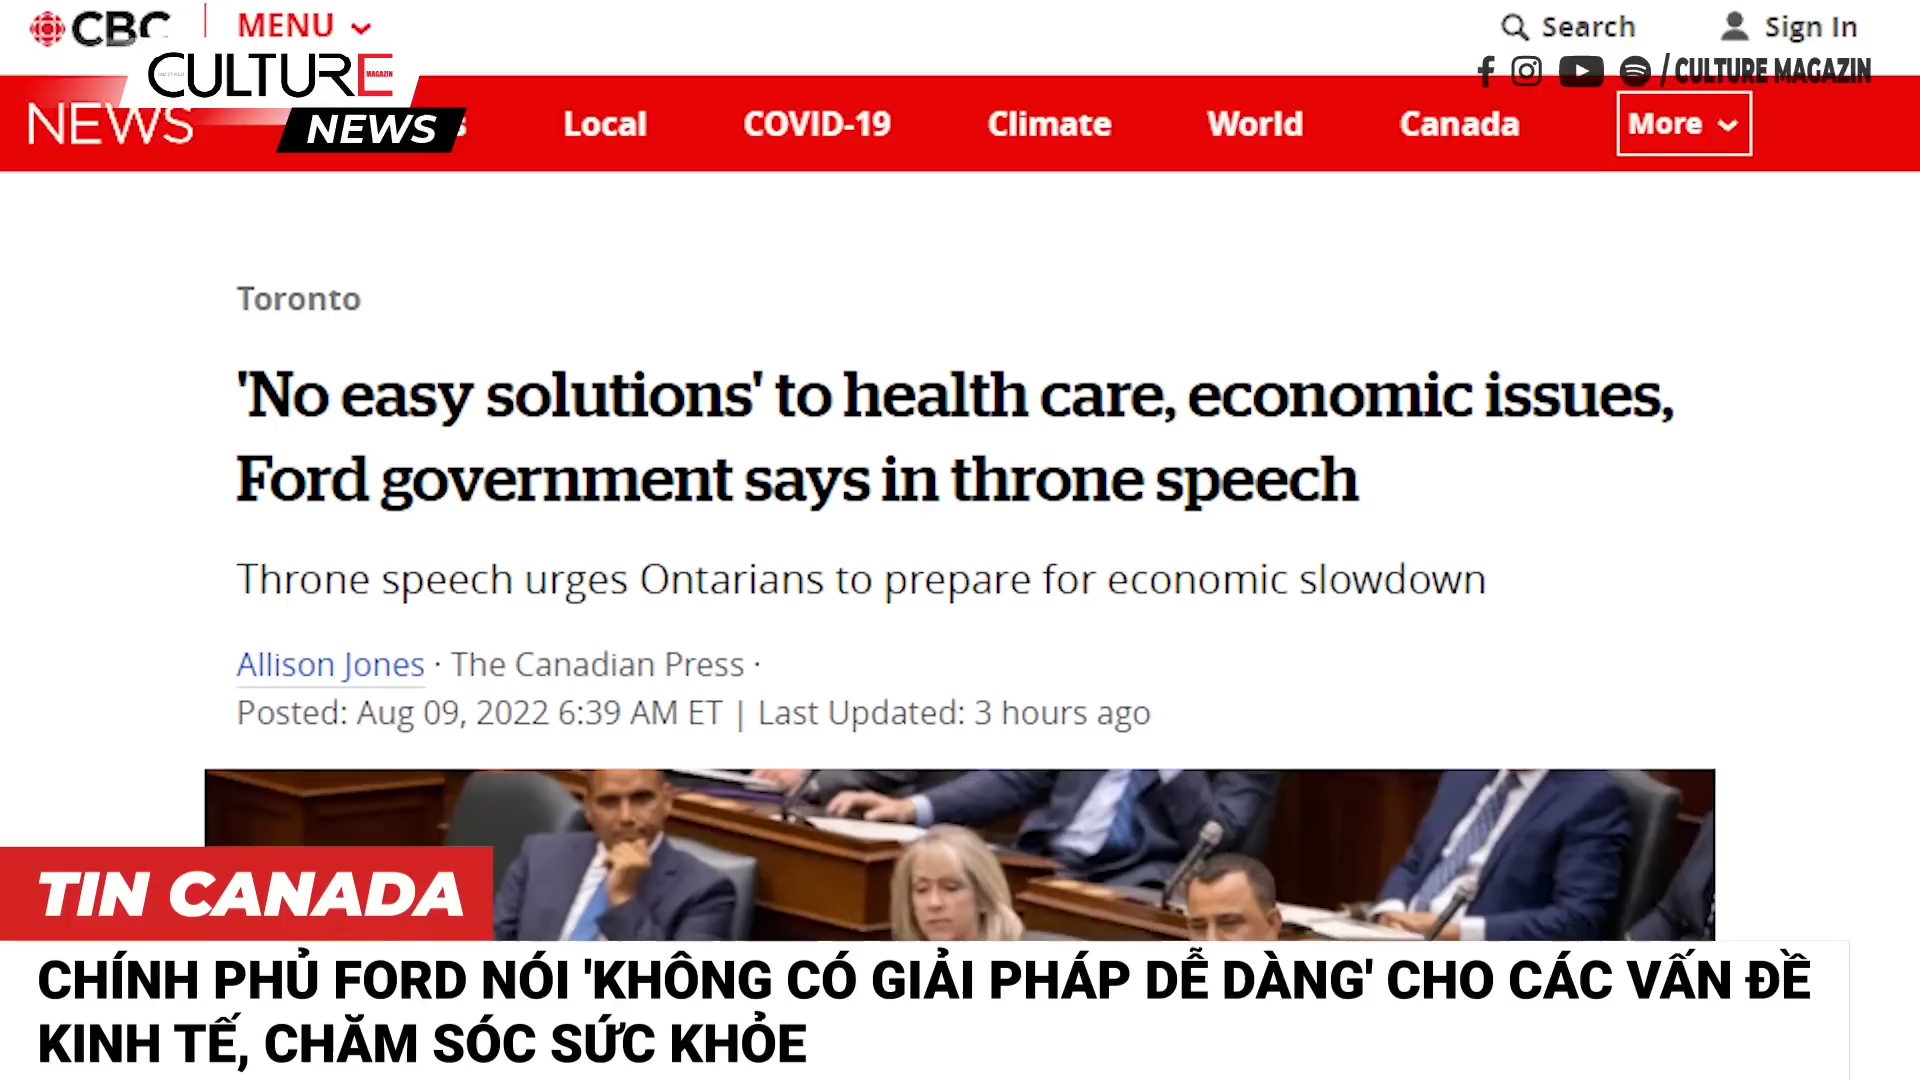 CBC MENU Search Sign In
CULTURE MAGAZIN
/ CULTURE MAGAZIN
NEWS Local COVID-19 Climate World Canada More
NEWS
Toronto
'No easy solutions' to health care, economic issues,
Ford government says in throne speech
Throne speech urges Ontarians to prepare for economic slowdown
Allison Jones · The Canadian Press ·
Posted: Aug 09, 2022 6:39 AM ET | Last Updated: 3 hours ago
TIN CANADA
CHÍNH PHỦ FORD NÓI 'KHÔNG CÓ GIẢI PHÁP DỄ DÀNG' CHO CÁC VẤN ĐỀ
KINH TẾ, CHĂM SÓC SỨC KHỎE